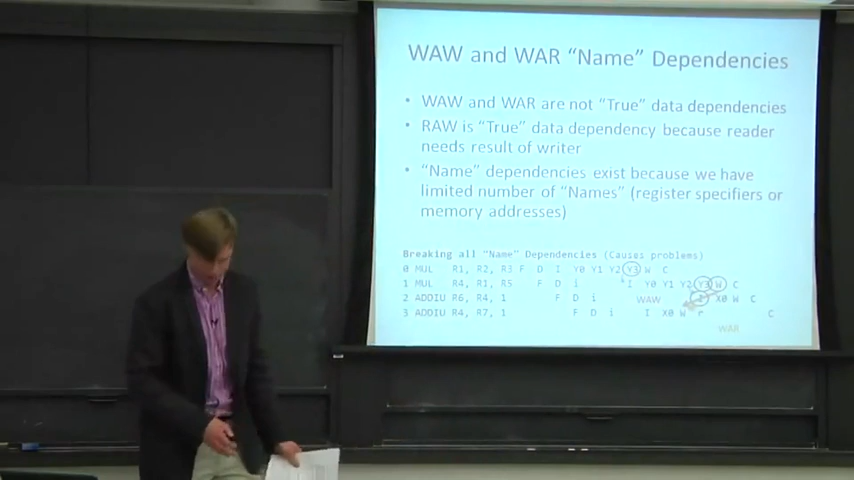 WAW and WAR "Name" Dependencies
• WAW and WAR are not "True" data dependencies
• RAW is "True" data dependency because reader
needs result of writer
• "Name" dependencies exist because we have
limited number of "Names" (register specifiers or
memory addresses)
Breaking all "Name" Dependencies (Causes problems)
0 MUL R1, R2, R3 F D I Y0 Y1 Y2 Y3 W C
1 MUL R4, R1, R5 F D i I Y0 Y1 Y2 Y3 W C
2 ADDIU R6, R4, 1 F D i WAW I X0 W C
3 ADDIU R4, R7, 1 F D i I X0 W r C
WAR